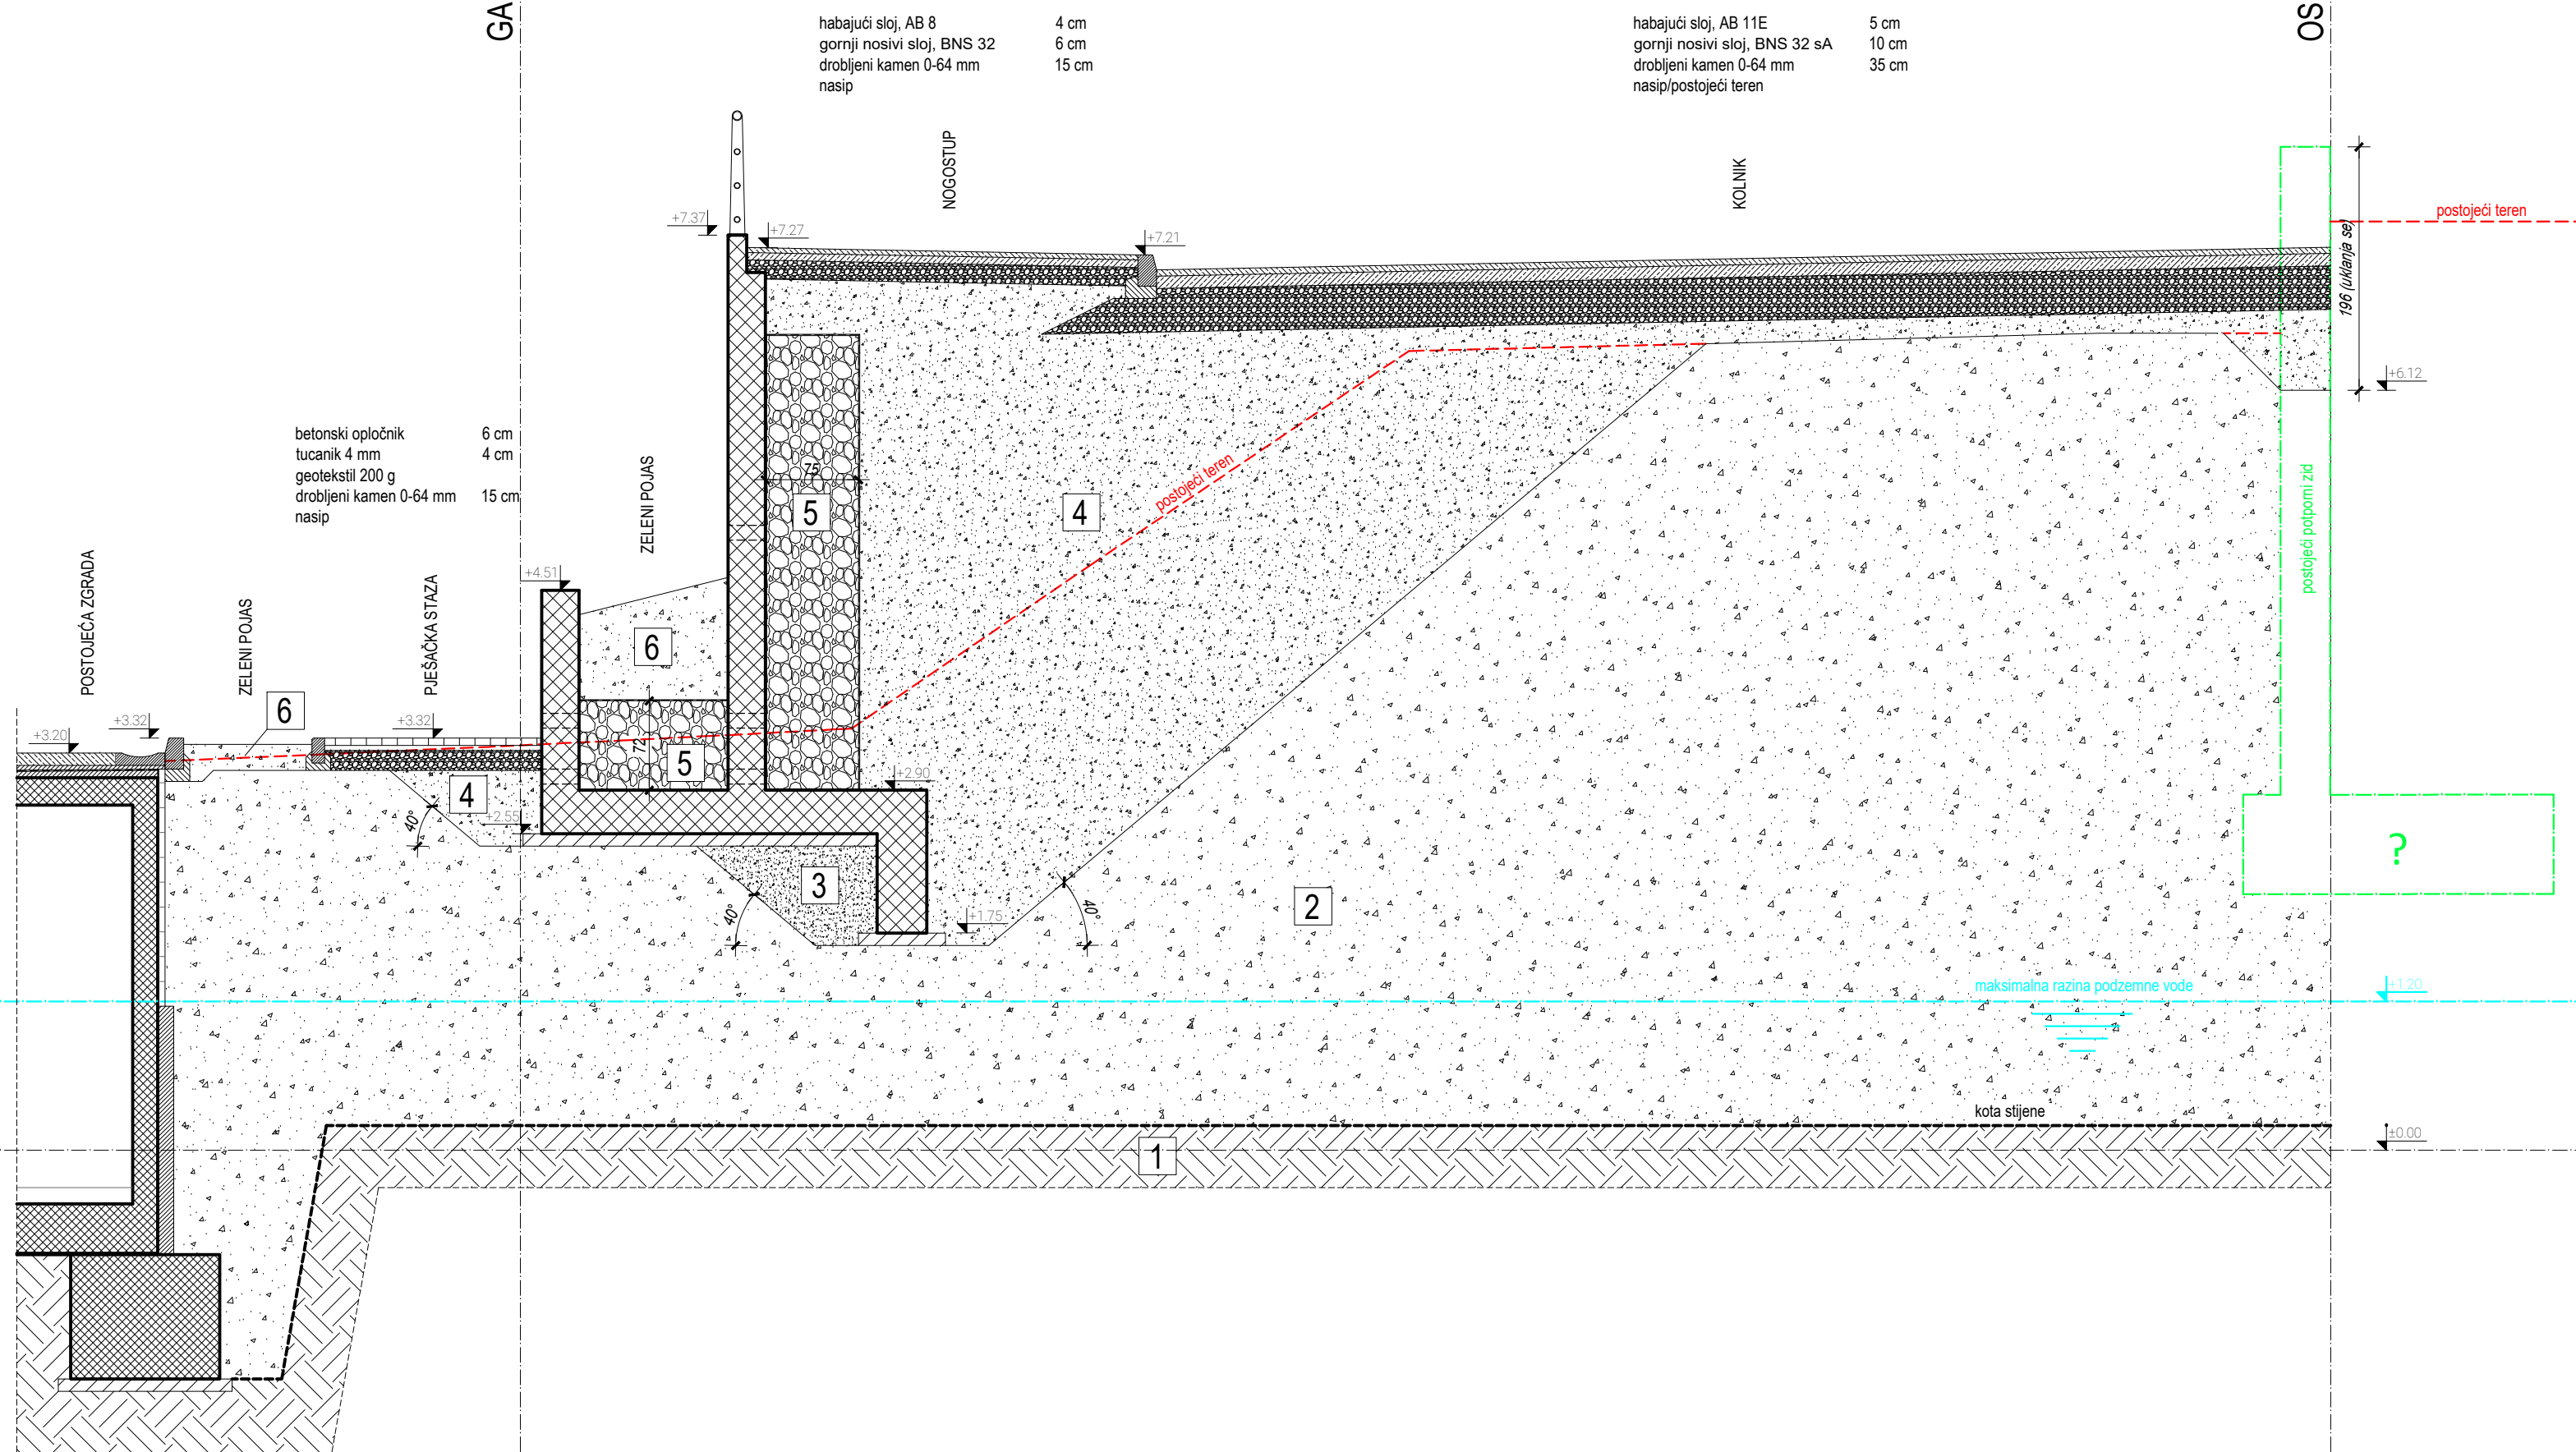 GA
OS
habajući sloj, AB 8 4 cm
gornji nosivi sloj, BNS 32 6 cm
drobljeni kamen 0-64 mm 15 cm
nasip
habajući sloj, AB 11E 5 cm
gornji nosivi sloj, BNS 32 sA 10 cm
drobljeni kamen 0-64 mm 35 cm
nasip/postojeći teren
NOGOSTUP
KOLNIK
+7.37
+7.27
+7.21
postojeći teren
196 (uklanja se)
+6.12
betonski opločnik 6 cm
tucanik 4 mm 4 cm
geotekstil 200 g
drobljeni kamen 0-64 mm 15 cm
nasip
ZELENI POJAS
75
5
4
postojeći teren
postojeći potporni zid
POSTOJEĆA ZGRADA
ZELENI POJAS
PJEŠAČKA STAZA
+4.51
6
6
+3.20
+3.32
+3.32
72
5
4
40°
+2.55
+2.90
3
40°
+1.75
40°
2
?
maksimalna razina podzemne vode
+1.20
kota stijene
±0.00
1